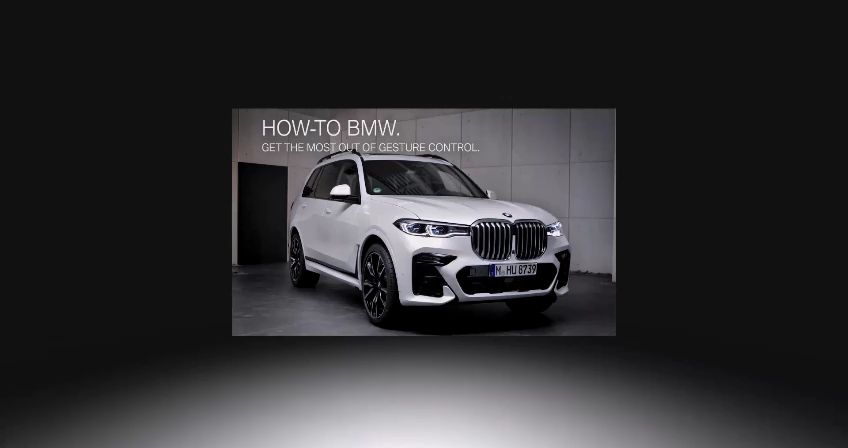 HOW-TO BMW.
GET THE MOST OUT OF GESTURE CONTROL.
M HU 8739